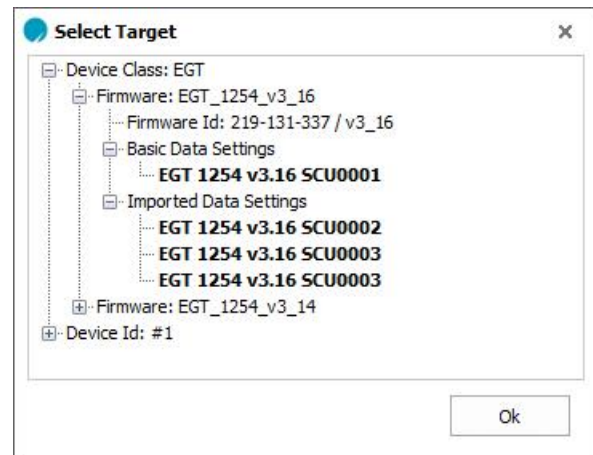 Select Target
Device Class: EGT
Firmware: EGT_1254_v3_16
Firmware Id: 219-131-337 / v3_16
Basic Data Settings
EGT 1254 v3.16 SCU0001
Imported Data Settings
EGT 1254 v3.16 SCU0002
EGT 1254 v3.16 SCU0003
EGT 1254 v3.16 SCU0003
Firmware: EGT_1254_v3_14
Device Id: #1
Ok